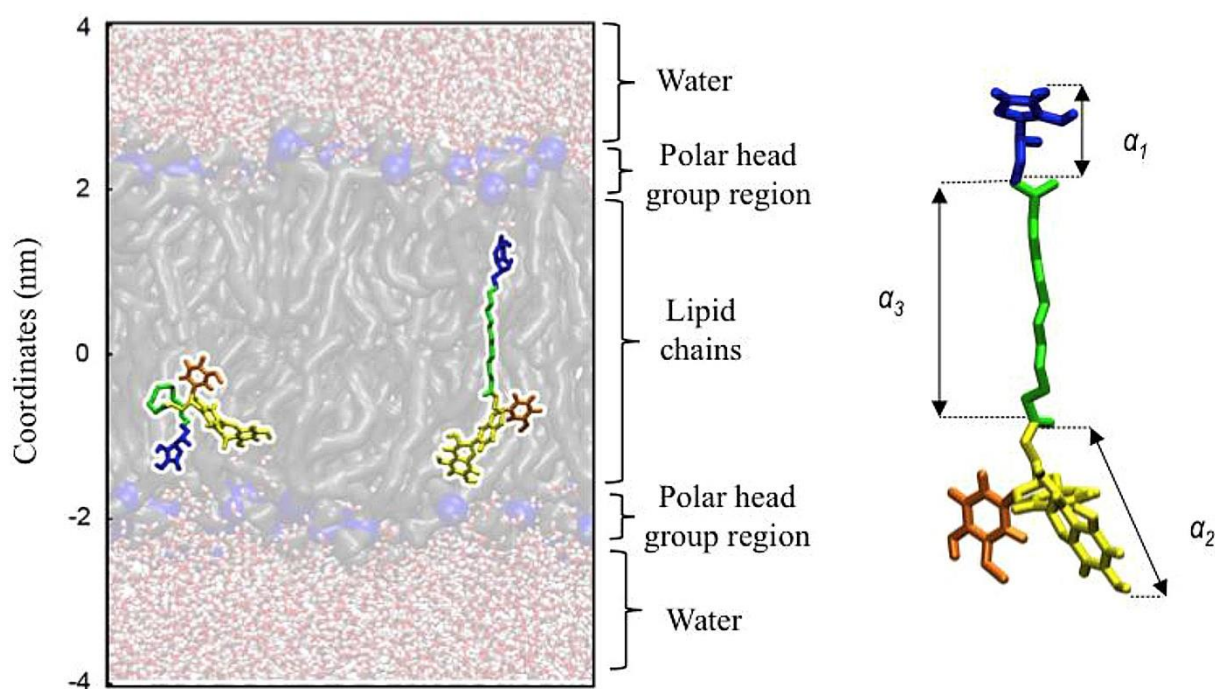 4
2
0
-2
-4
Coordinates (nm)
Water
Polar head
group region
Lipid
chains
Polar head
group region
Water
α1
α3
α2